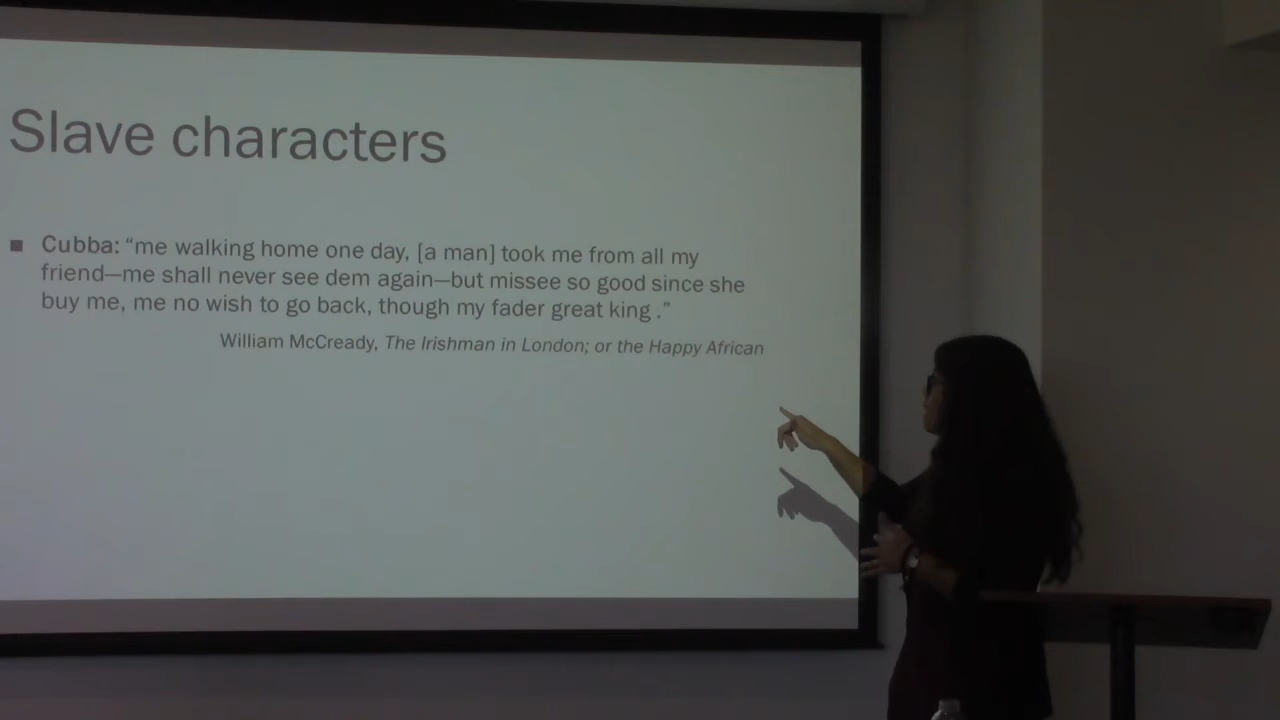 Slave characters
■ Cubba: “me walking home one day, [a man] took me from all my
friend—me shall never see dem again—but missee so good since she
buy me, me no wish to go back, though my fader great king .”
William McCready, The Irishman in London; or the Happy African